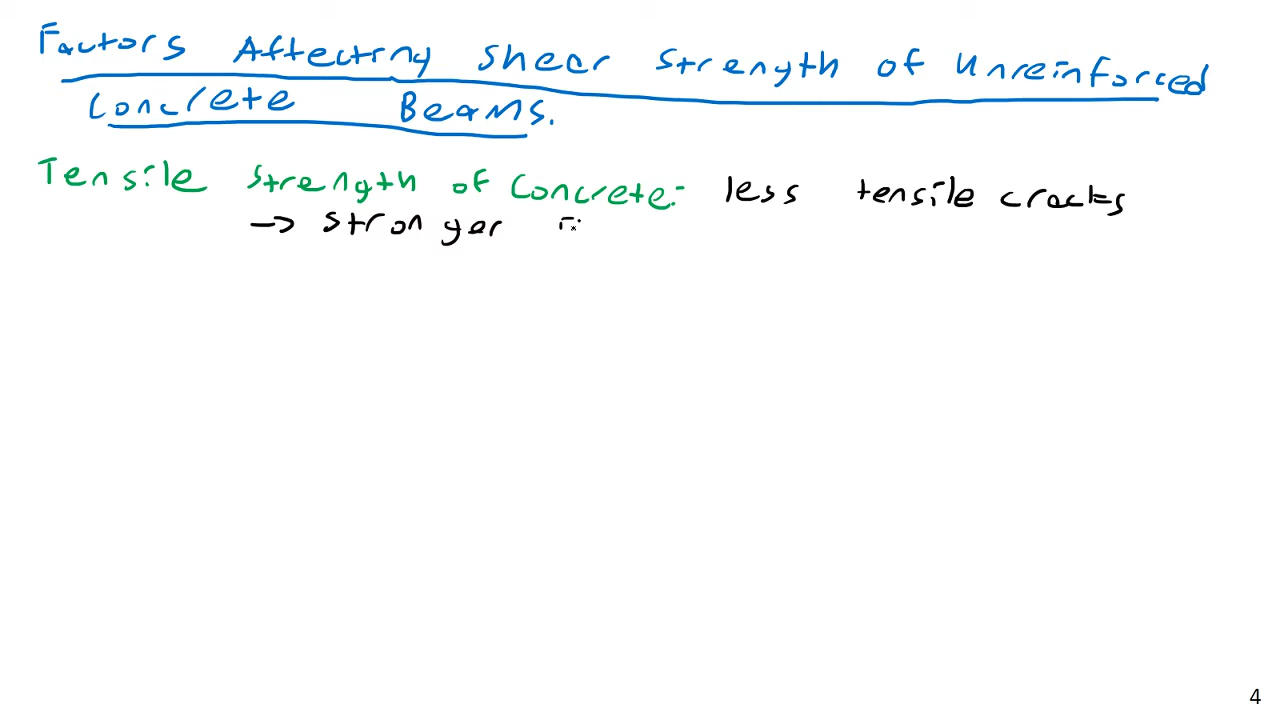 Factors Affecting Shear Strength of Unreinforced
Concrete Beams.
Tensile Strength of Concrete: less tensile cracks
-> stronger
4